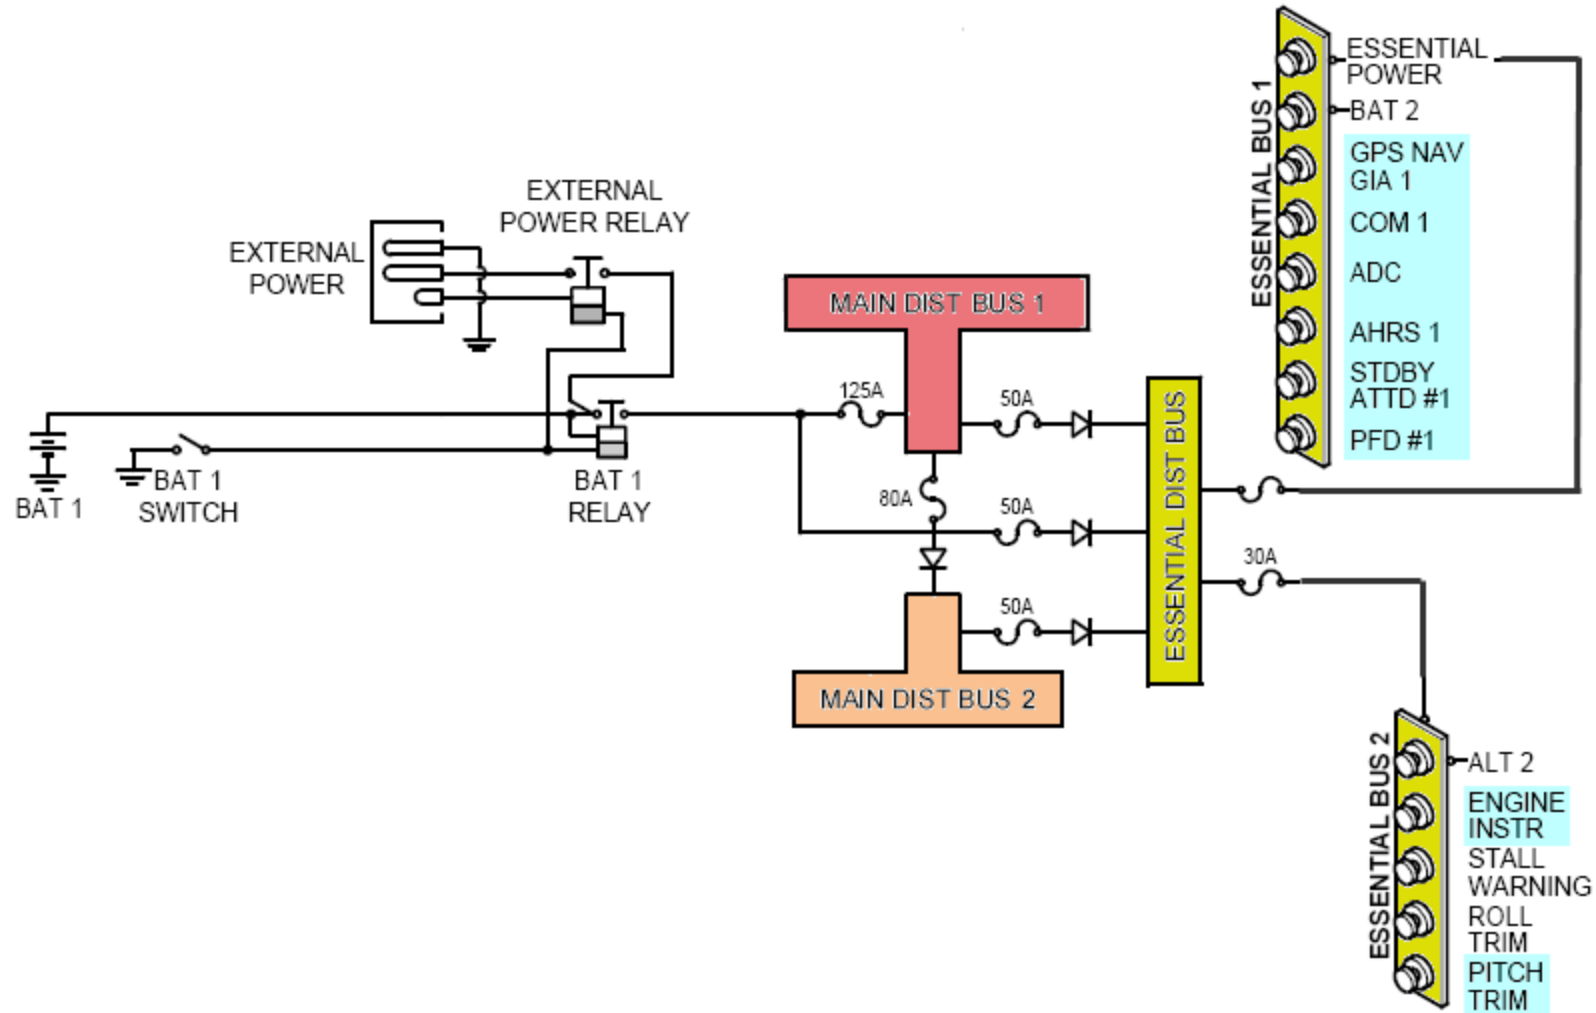 ESSENTIAL
POWER
BAT 2
ESSENTIAL BUS 1
GPS NAV
GIA 1
COM 1
ADC
AHRS 1
STDBY
ATTD #1
PFD #1
EXTERNAL
POWER RELAY
EXTERNAL
POWER
MAIN DIST BUS 1
125A
50A
80A
50A
50A
30A
ESSENTIAL DIST BUS
BAT 1
BAT 1
SWITCH
BAT 1
RELAY
MAIN DIST BUS 2
ESSENTIAL BUS 2
ALT 2
ENGINE
INSTR
STALL
WARNING
ROLL
TRIM
PITCH
TRIM